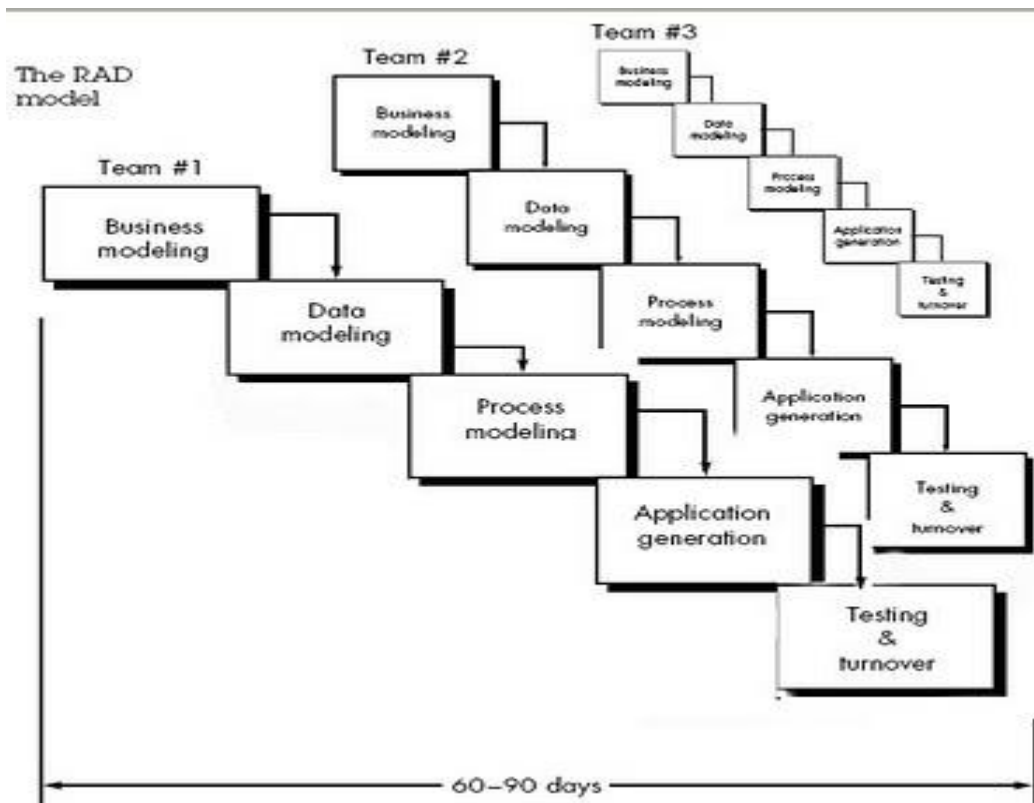 The RAD
model
Team #1
Business
modeling
Data
modeling
Process
modeling
Application
generation
Testing
&
turnover
Team #2
Business
modeling
Data
modeling
Process
modeling
Application
generation
Testing
&
turnover
Team #3
Business
modeling
Data
modeling
Process
modeling
Application
generation
Testing
&
turnover
60–90 days